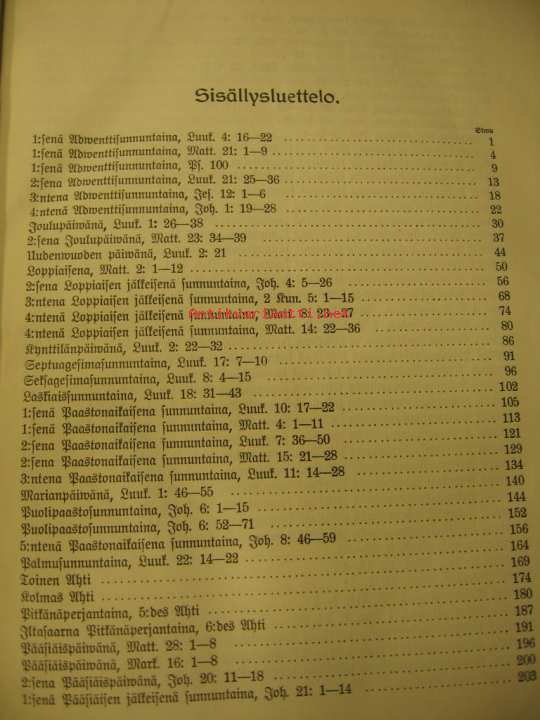 Sisällysluettelo.
Sivu
1:senä Adwenttisunnuntaina, Luuk. 4: 16—22 1
1:senä Adwenttisunnuntaina, Matt. 21: 1—9 4
1:senä Adwenttisunnuntaina, Ps. 100 9
2:sena Adwenttisunnuntaina, Luuk. 21: 25—36 13
3:ntena Adwenttisunnuntaina, Jes. 12: 1—6 18
4:ntenä Adwenttisunnuntaina, Joh. 1: 19—28 22
Joulupäiwänä, Luuk. 1: 26—38 30
2:sena Joulupäiwänä, Matt. 23: 34—39 37
Uudenwuoden päiwänä, Luuk. 2: 21 44
Loppiaisena, Matt. 2: 1—12 50
2:sena Loppiaisen jälkeisenä sunnuntaina, Joh. 4: 5—26 56
3:ntenä Loppiaisen jälkeisenä sunnuntaina, 2 Kun. 5: 1—15 68
4:ntenä Loppiaisen jälkeisenä sunnuntaina, Matt. 8: 23—27 74
4:ntenä Loppiaisen jälkeisenä sunnuntaina, Matt. 14: 22—36 80
Kynttilänpäiwänä, Luuk. 2: 22—32 86
Septuagesimasunnuntaina, Luuk. 17: 7—10 91
Seksagesimasunnuntaina, Luuk. 8: 4—15 96
Laskiaissunnuntaina, Luuk. 18: 31—43 102
1:senä Paastonaikaisena sunnuntaina, Luuk. 10: 17—22 105
1:senä Paastonaikaisena sunnuntaina, Matt. 4: 1—11 113
2:senä Paastonaikaisena sunnuntaina, Luuk. 7: 36—50 121
2:senä Paastonaikaisena sunnuntaina, Matt. 15: 21—28 129
3:ntenä Paastonaikaisena sunnuntaina, Luuk. 11: 14—28 134
Marianpäiwänä, Luuk. 1: 46—55 140
Puolipaastosunnuntaina, Joh. 6: 1—15 144
Puolipaastosunnuntaina, Joh. 6: 52—71 152
5:ntenä Paastonaikaisena sunnuntaina, Joh. 8: 46—59 156
Palmusunnuntaina, Luuk. 22: 14—22 164
Toinen Ahti 169
Kolmas Ahti 174
Pitkänäperjantaina, 5:des Ahti 180
Iltasaarna Pitkänäperjantaina, 6:des Ahti 187
Pääsiäispäiwänä, Matt. 28: 1—8 191
Pääsiäispäiwänä, Mark. 16: 1—8 196
2:sena Pääsiäispäiwänä, Joh. 20: 11—18 200
1:senä Pääsiäisen jälkeisenä sunnuntaina, Joh. 21: 1—14 203